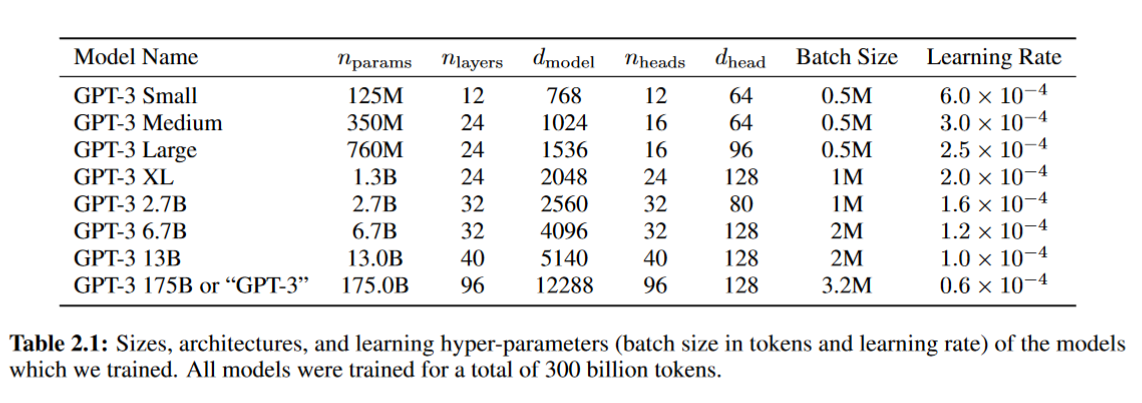 Model Name n_params n_layers d_model n_heads d_head Batch Size Learning Rate
GPT-3 Small 125M 12 768 12 64 0.5M 6.0 × 10⁻⁴
GPT-3 Medium 350M 24 1024 16 64 0.5M 3.0 × 10⁻⁴
GPT-3 Large 760M 24 1536 16 96 0.5M 2.5 × 10⁻⁴
GPT-3 XL 1.3B 24 2048 24 128 1M 2.0 × 10⁻⁴
GPT-3 2.7B 2.7B 32 2560 32 80 1M 1.6 × 10⁻⁴
GPT-3 6.7B 6.7B 32 4096 32 128 2M 1.2 × 10⁻⁴
GPT-3 13B 13.0B 40 5140 40 128 2M 1.0 × 10⁻⁴
GPT-3 175B or “GPT-3” 175.0B 96 12288 96 128 3.2M 0.6 × 10⁻⁴
Table 2.1: Sizes, architectures, and learning hyper-parameters (batch size in tokens and learning rate) of the models
which we trained. All models were trained for a total of 300 billion tokens.